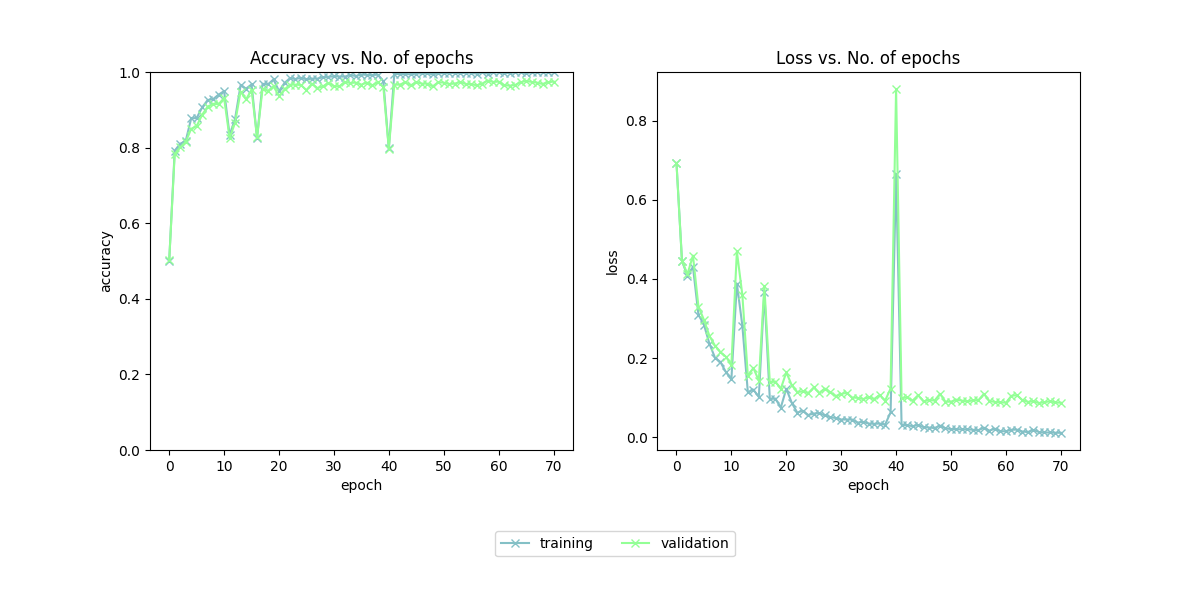 Accuracy vs. No. of epochs
1.0
0.8
0.6
0.4
0.2
0.0
accuracy
0 10 20 30 40 50 60 70
epoch
Loss vs. No. of epochs
0.8
0.6
0.4
0.2
0.0
loss
0 10 20 30 40 50 60 70
epoch
training validation